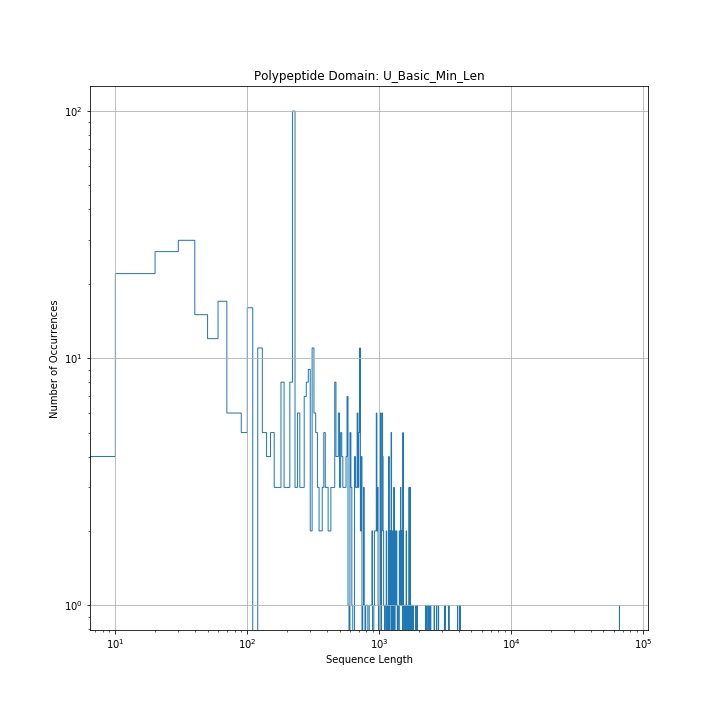 Polypeptide Domain: U_Basic_Min_Len
Number of Occurrences
10²
10¹
10⁰
10¹ 10² 10³ 10⁴ 10⁵
Sequence Length